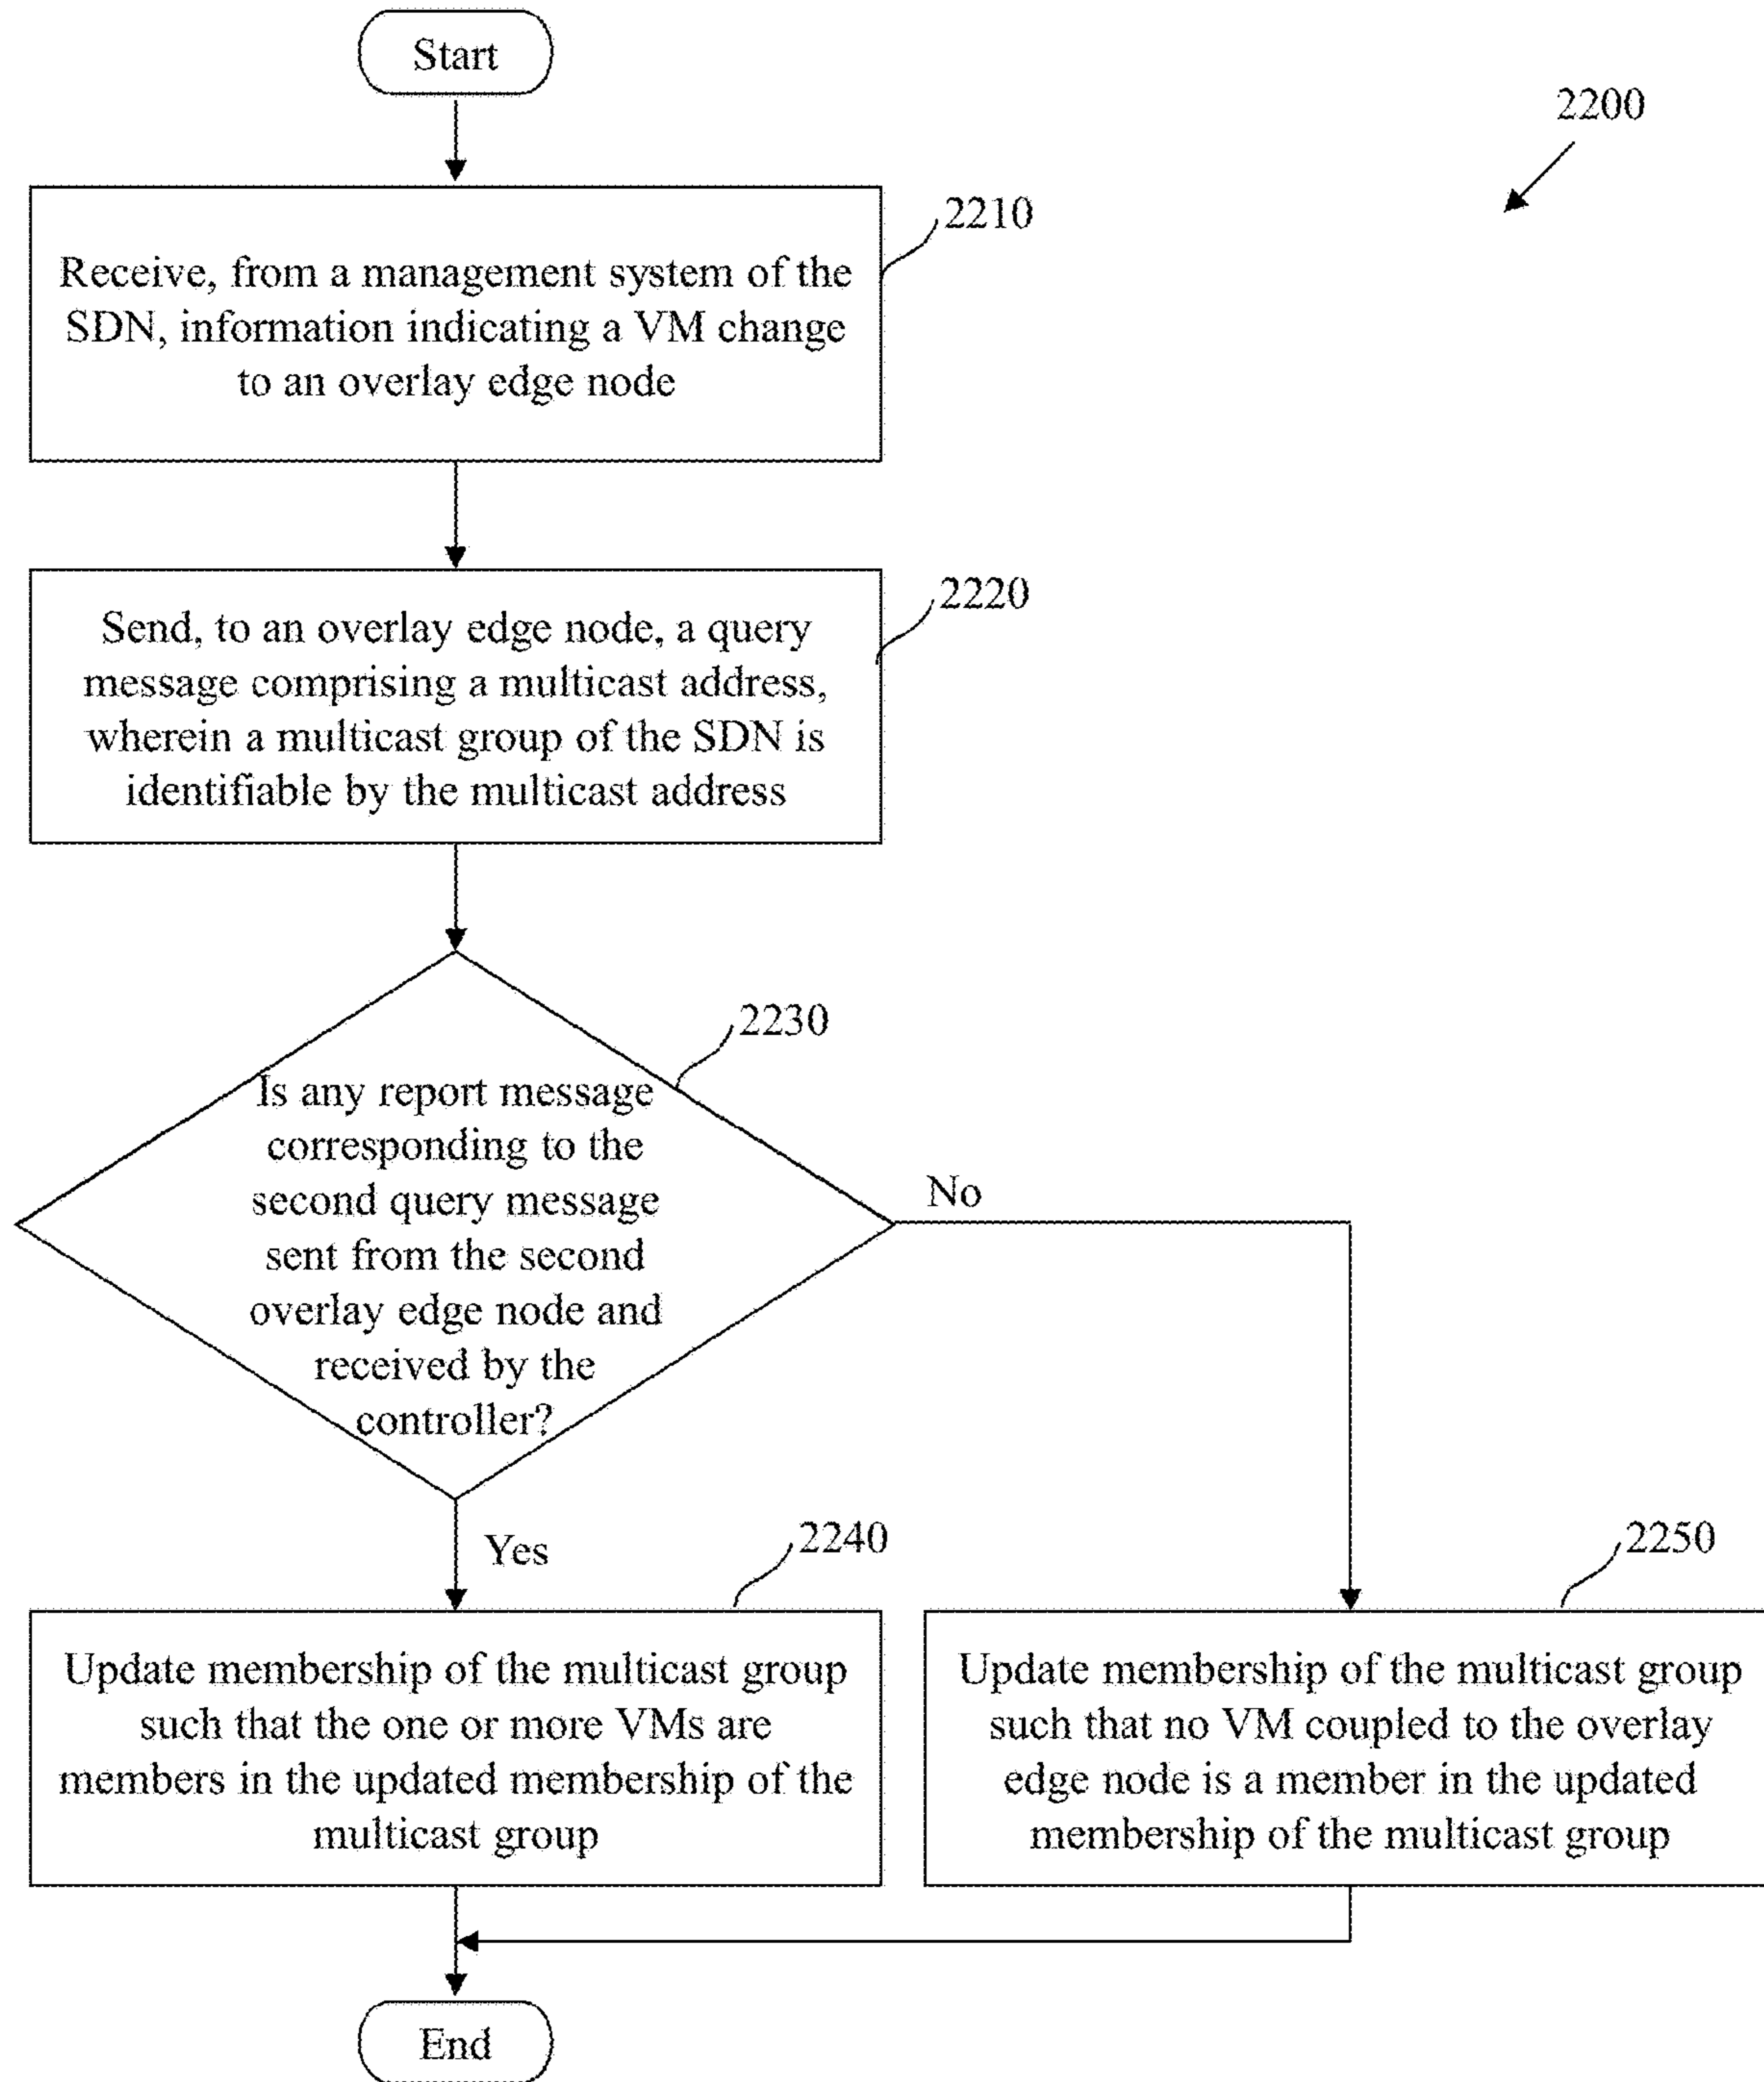 Start
2200
2210
Receive, from a management system of the
SDN, information indicating a VM change
to an overlay edge node
2220
Send, to an overlay edge node, a query
message comprising a multicast address,
wherein a multicast group of the SDN is
identifiable by the multicast address
2230
Is any report message
corresponding to the
second query message
sent from the second
overlay edge node and
received by the
controller?
No
Yes
2240
Update membership of the multicast group
such that the one or more VMs are
members in the updated membership of the
multicast group
2250
Update membership of the multicast group
such that no VM coupled to the overlay
edge node is a member in the updated
membership of the multicast group
End